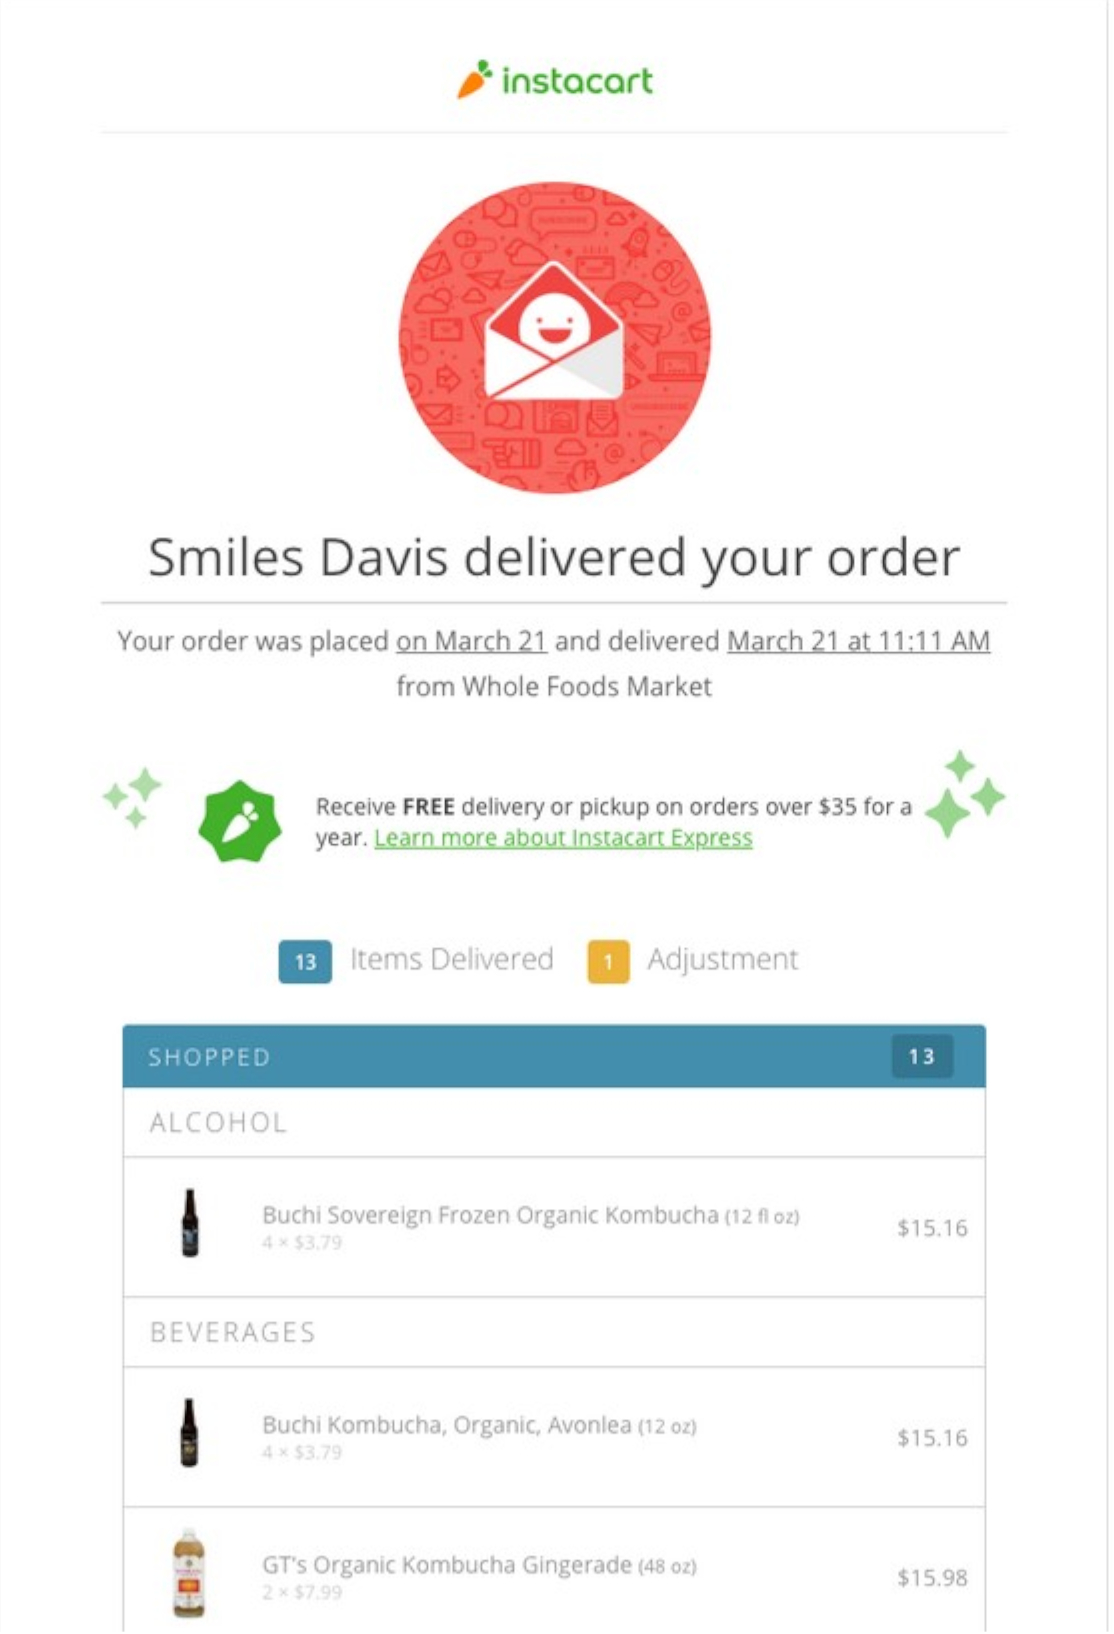 instacart
SUBSCRIBE
Smiles Davis delivered your order
Your order was placed on March 21 and delivered March 21 at 11:11 AM
from Whole Foods Market
Receive FREE delivery or pickup on orders over $35 for a
year. Learn more about Instacart Express
13 Items Delivered 1 Adjustment
SHOPPED 13
ALCOHOL
Buchi Sovereign Frozen Organic Kombucha (12 fl oz)
4 × $3.79
$15.16
BEVERAGES
Buchi Kombucha, Organic, Avonlea (12 oz)
4 × $3.79
$15.16
GT's Organic Kombucha Gingerade (48 oz)
2 × $7.99
$15.98